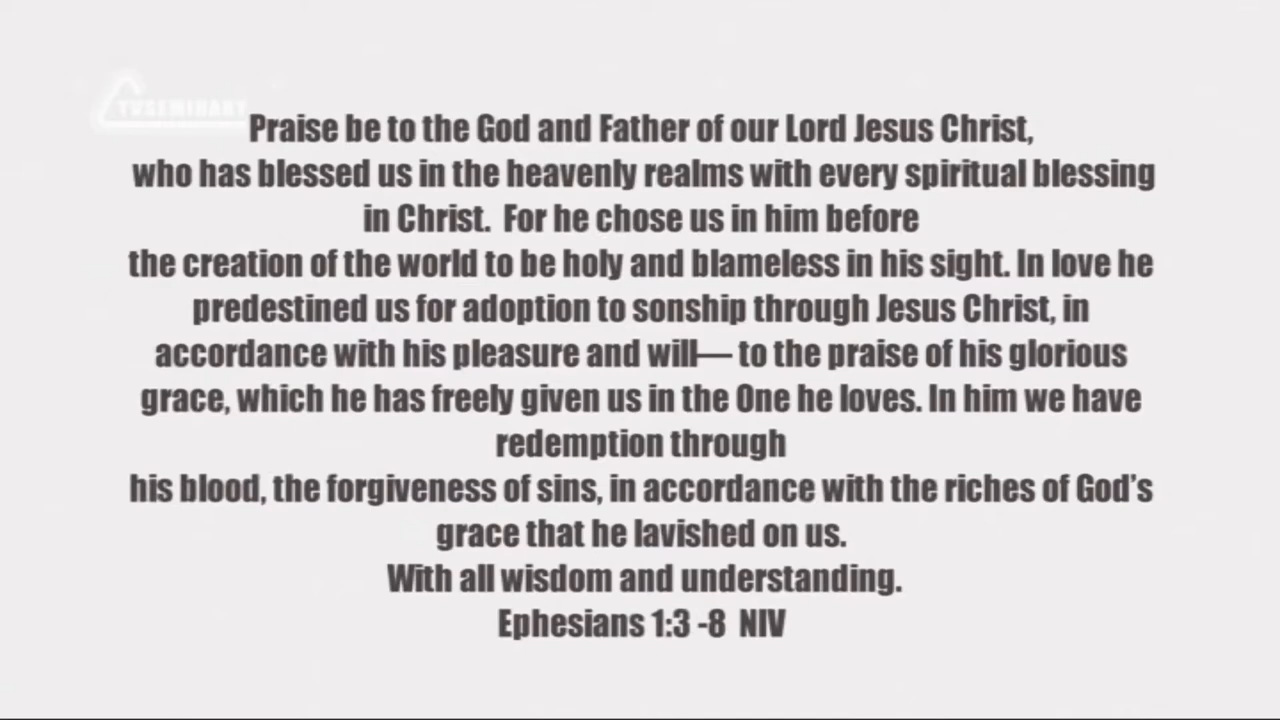 TVSEMINARY
Praise be to the God and Father of our Lord Jesus Christ,
who has blessed us in the heavenly realms with every spiritual blessing
in Christ.  For he chose us in him before
the creation of the world to be holy and blameless in his sight. In love he
predestined us for adoption to sonship through Jesus Christ, in
accordance with his pleasure and will— to the praise of his glorious
grace, which he has freely given us in the One he loves. In him we have
redemption through
his blood, the forgiveness of sins, in accordance with the riches of God’s
grace that he lavished on us.
With all wisdom and understanding.
Ephesians 1:3 -8  NIV